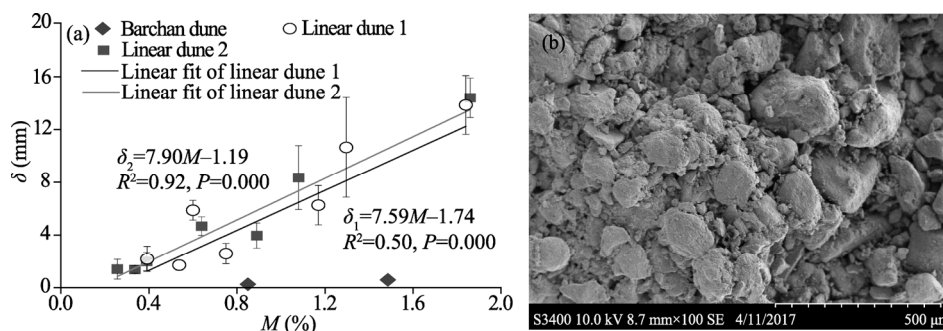 (a)
Barchan dune
Linear dune 1
Linear dune 2
Linear fit of linear dune 1
Linear fit of linear dune 2
20
16
12
8
4
0
δ (mm)
δ₂=7.90M–1.19
R²=0.92, P=0.000
δ₁=7.59M–1.74
R²=0.50, P=0.000
0.0 0.4 0.8 1.2 1.6 2.0
M (%)
(b)
S3400 10.0 kV 8.7 mm×100 SE 4/11/2017 500 μm